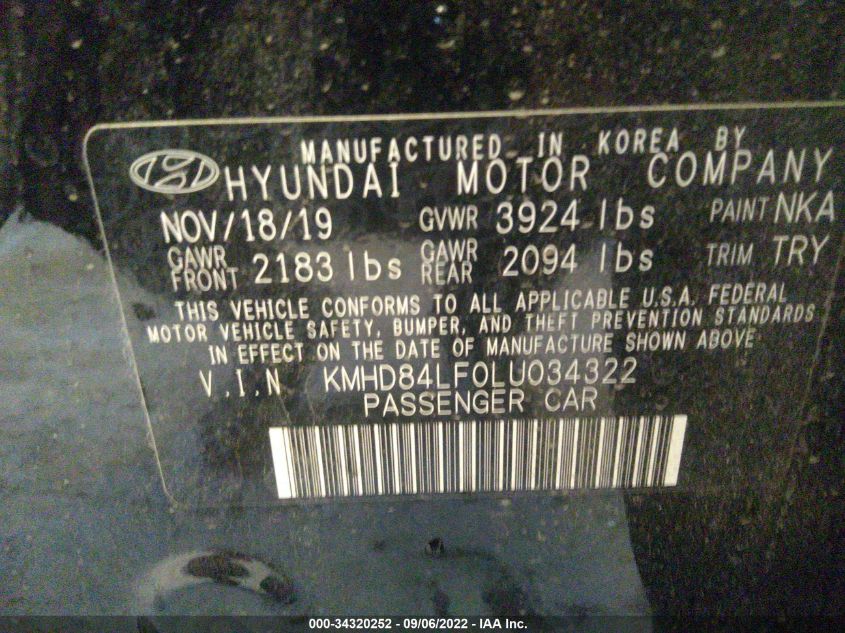 MANUFACTURED IN KOREA BY
HYUNDAI MOTOR COMPANY
NOV/18/19 GVWR 3924 lbs PAINT NKA
GAWR FRONT 2183 lbs GAWR REAR 2094 lbs TRIM TRY
THIS VEHICLE CONFORMS TO ALL APPLICABLE U.S.A. FEDERAL
MOTOR VEHICLE SAFETY, BUMPER, AND THEFT PREVENTION STANDARDS
IN EFFECT ON THE DATE OF MANUFACTURE SHOWN ABOVE
V.I.N KMHD84LF0LU034322
PASSENGER CAR
000-34320252 - 09/06/2022 - IAA Inc.